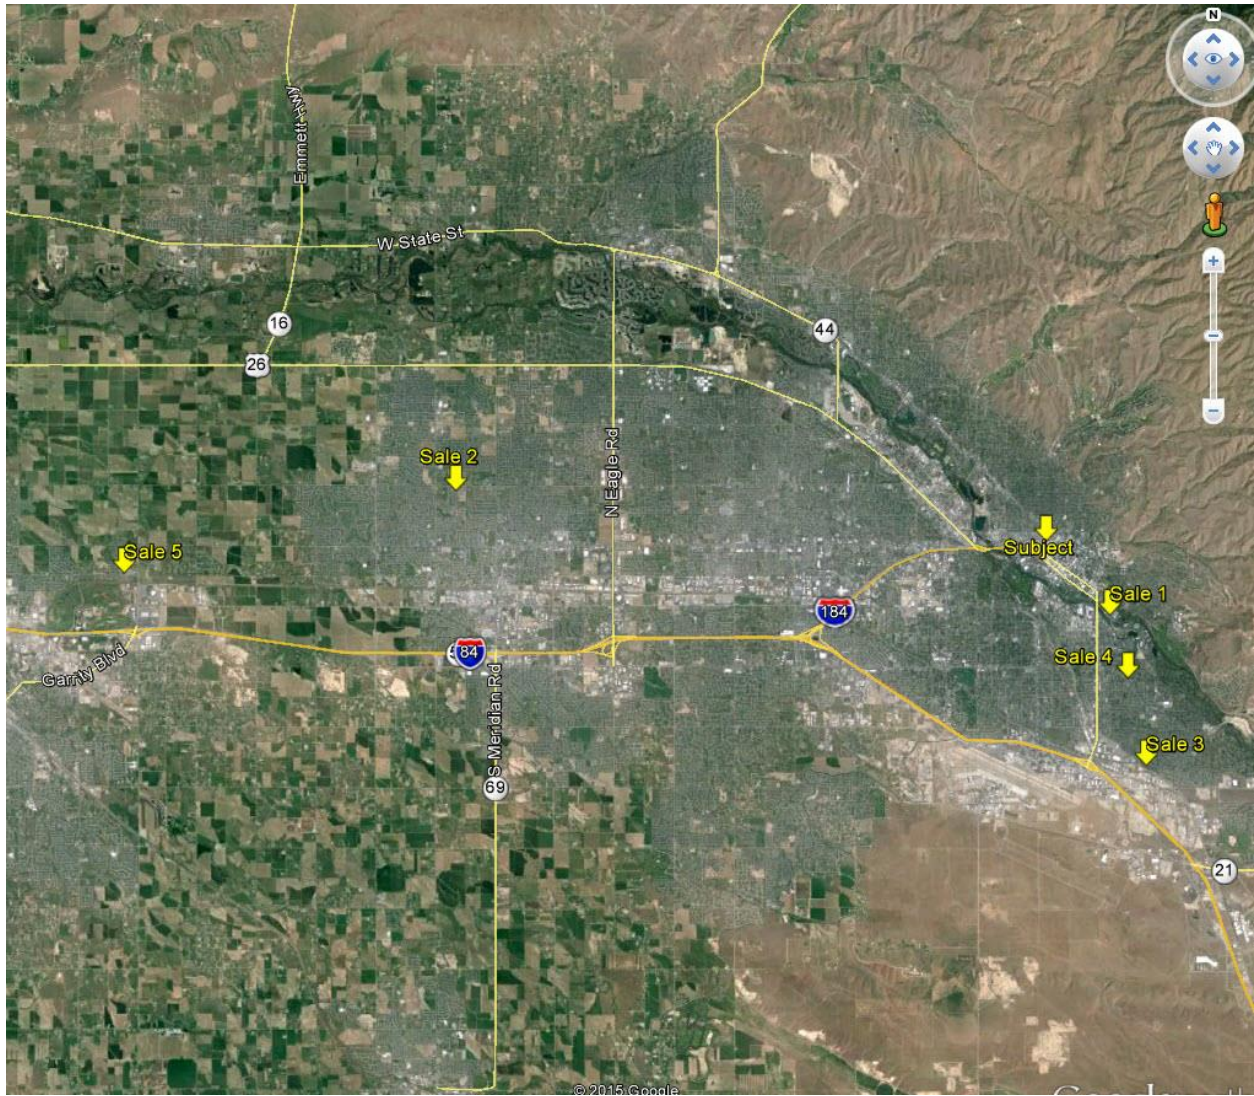 N
Emmett Hwy
W State St
16
44
26
N Eagle Rd
Sale 2
Sale 5
Subject
Sale 1
184
84
Sale 4
Garrity Blvd
S Meridian Rd
Sale 3
69
21
© 2015 Google